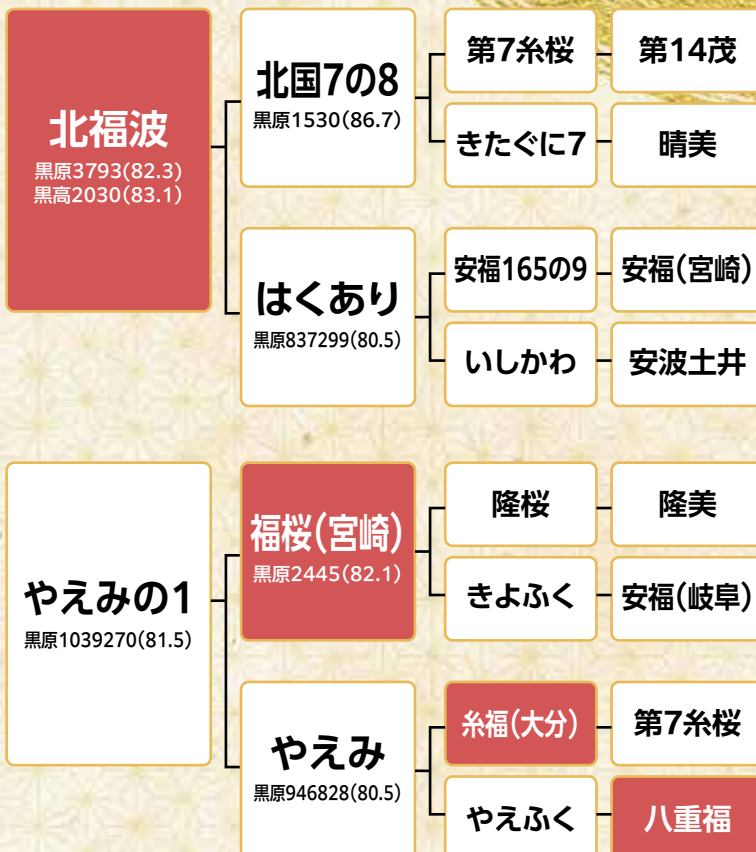 北福波
黒原3793(82.3)
黒高2030(83.1)
北国7の8
黒原1530(86.7)
第7糸桜
第14茂
きたぐに7
晴美
はくあり
黒原837299(80.5)
安福165の9
安福(宮崎)
いしかわ
安波土井
やえみの1
黒原1039270(81.5)
福桜(宮崎)
黒原2445(82.1)
隆桜
隆美
きよふく
安福(岐阜)
やえみ
黒原946828(80.5)
糸福(大分)
第7糸桜
やえふく
八重福